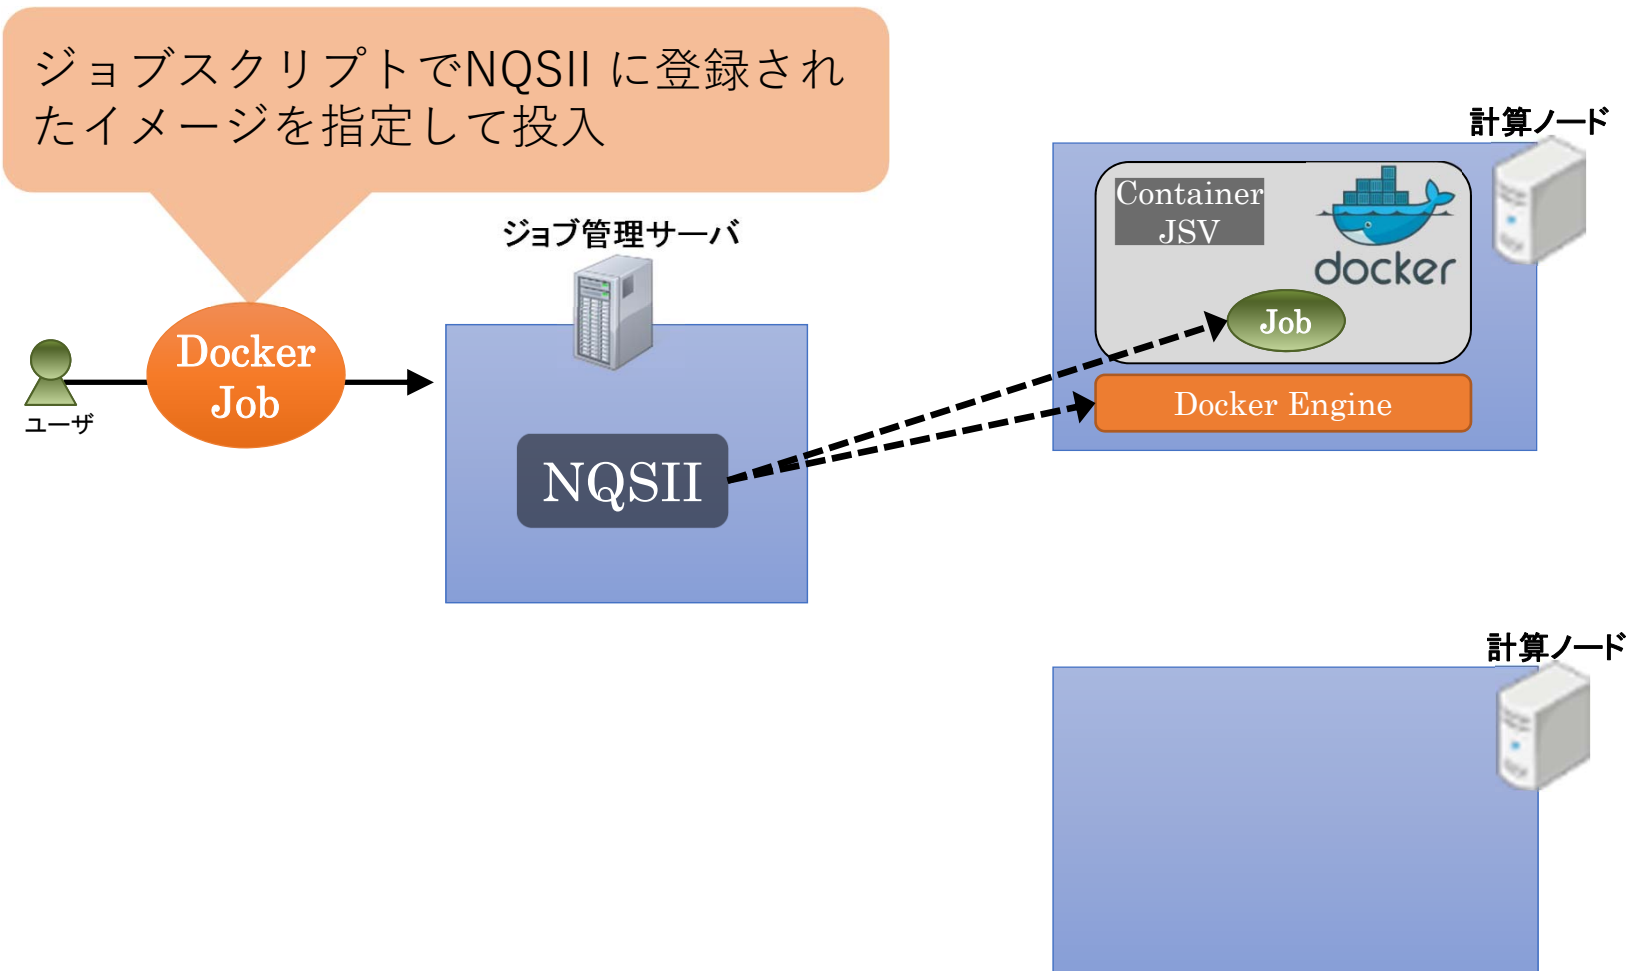 ジョブスクリプトでNQSII に登録され
たイメージを指定して投入
計算ノード
Container
JSV
docker
ジョブ管理サーバ
Job
Docker
Job
Docker Engine
ユーザ
NQSII
計算ノード